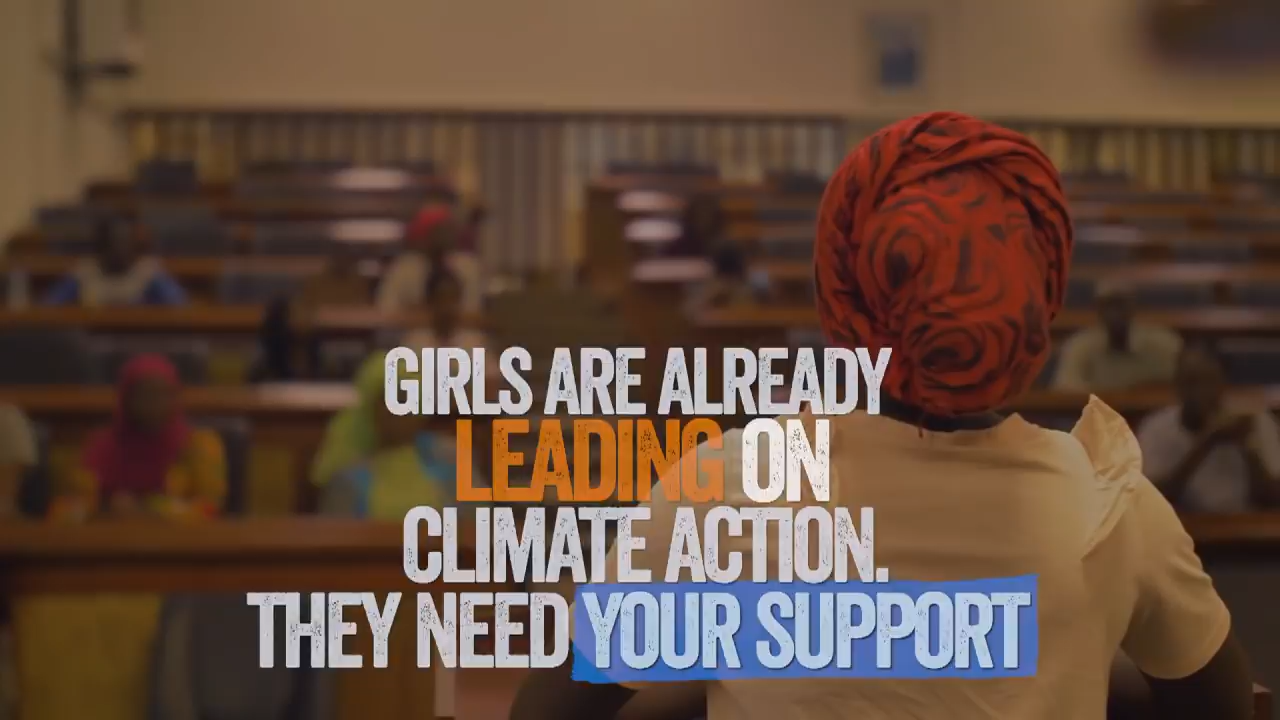 GIRLS ARE ALREADY
LEADING ON
CLIMATE ACTION.
THEY NEED YOUR SUPPORT